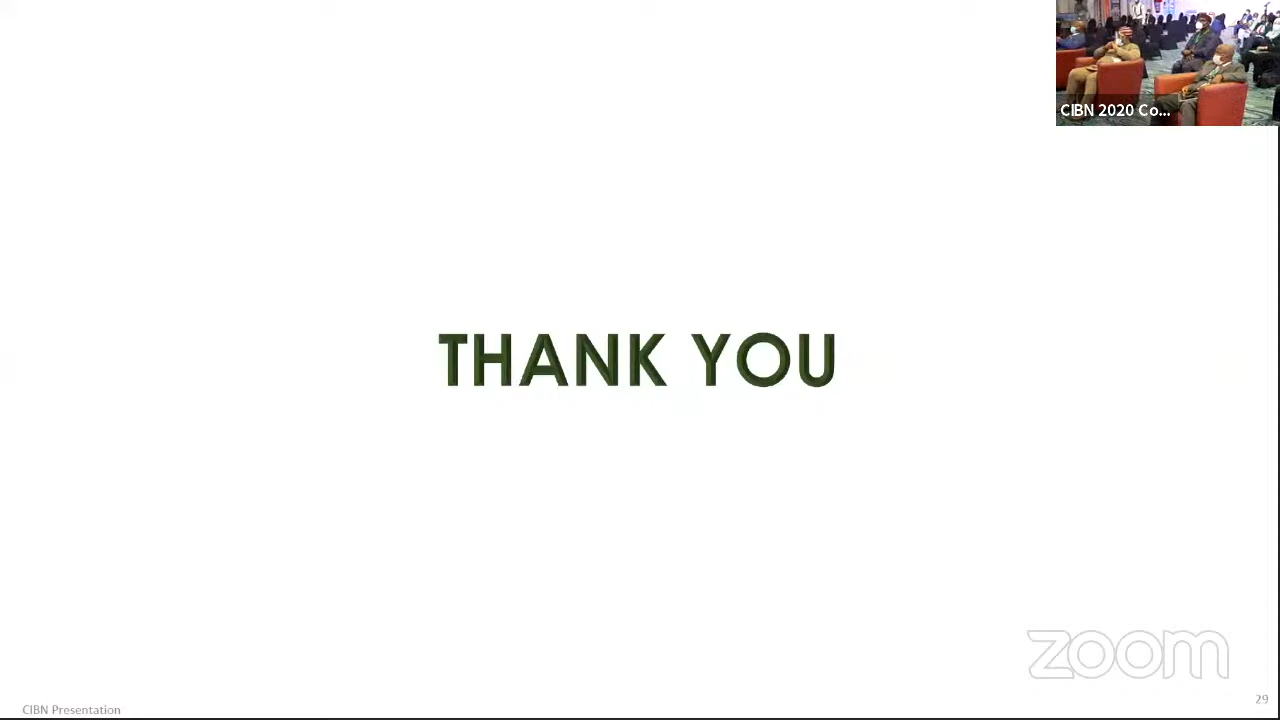 CIBN 2020 Co...
THANK YOU
zoom
CIBN Presentation
29